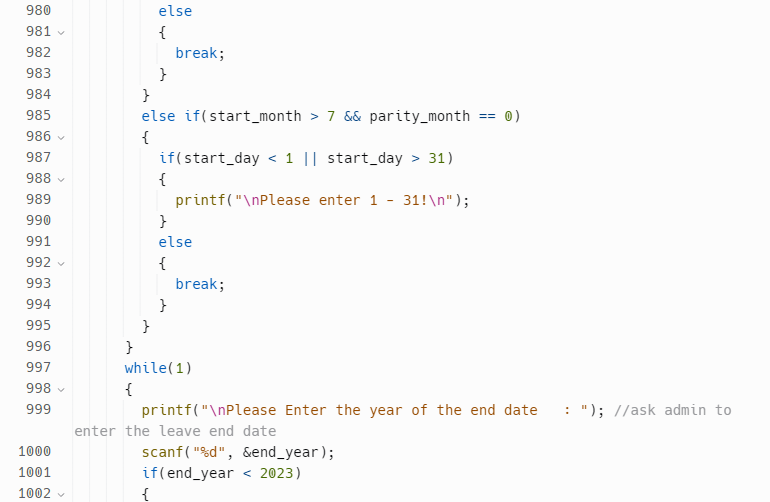 980 else
981 {
982 break;
983 }
984 }
985 else if(start_month > 7 && parity_month == 0)
986 {
987 if(start_day < 1 || start_day > 31)
988 {
989 printf("\nPlease enter 1 - 31!\n");
990 }
991 else
992 {
993 break;
994 }
995 }
996 }
997 while(1)
998 {
999 printf("\nPlease Enter the year of the end date   : "); //ask admin to
enter the leave end date
1000 scanf("%d", &end_year);
1001 if(end_year < 2023)
1002 {